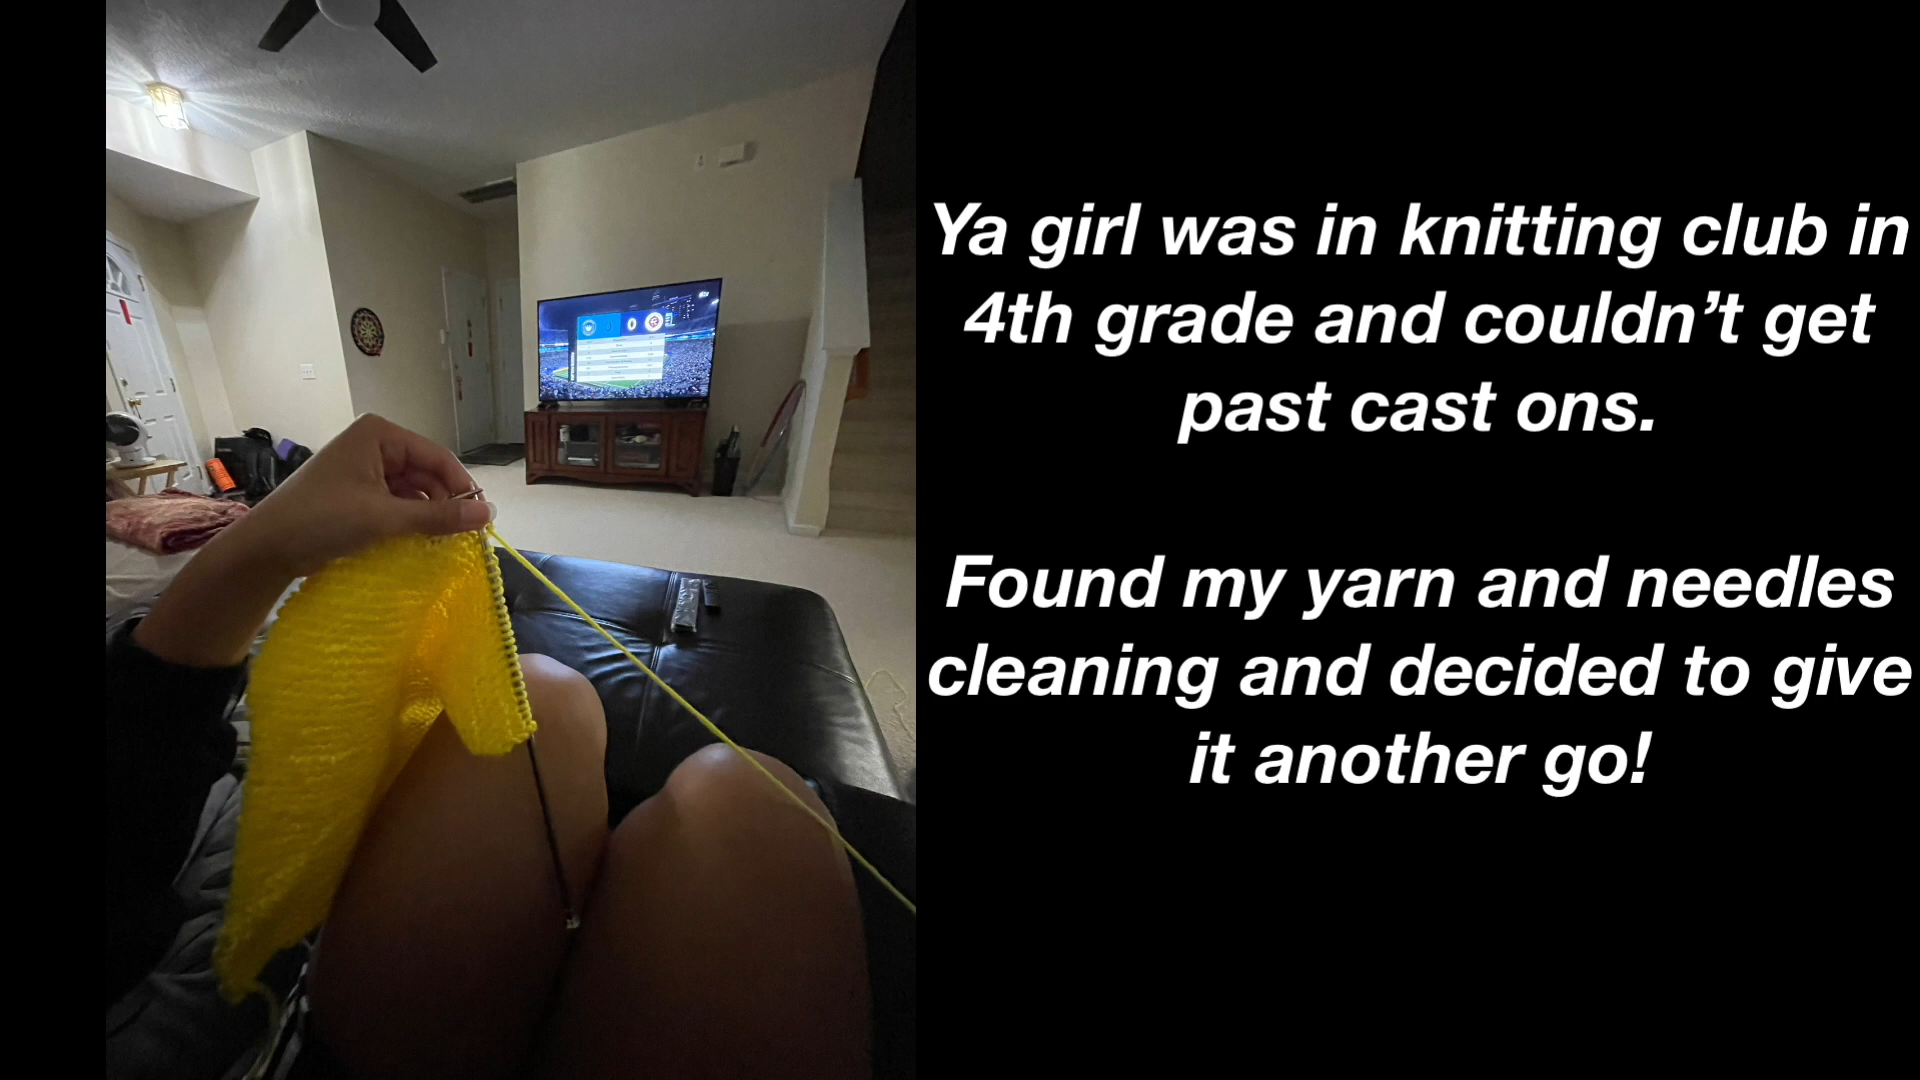 Ya girl was in knitting club in
4th grade and couldn’t get
past cast ons.
Found my yarn and needles
cleaning and decided to give
it another go!